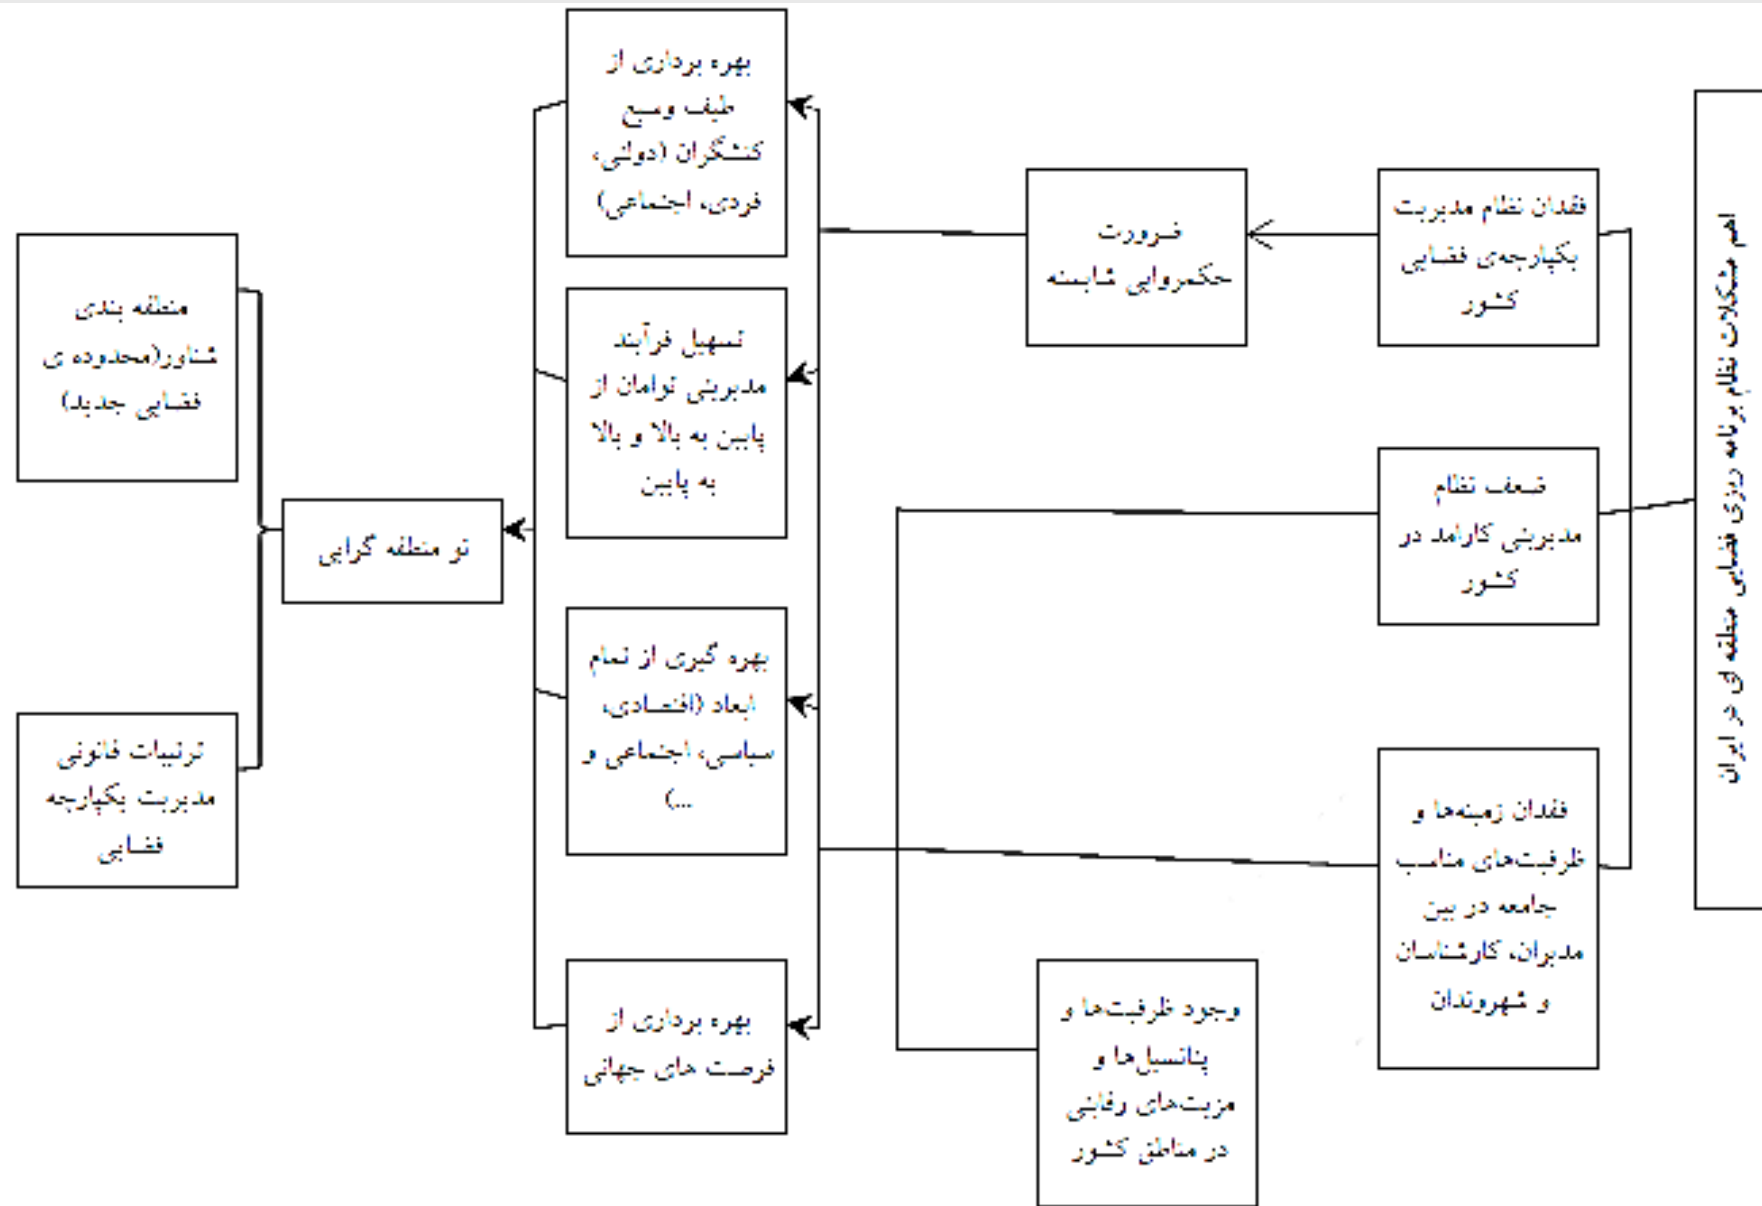 اهم مشکلات نظام برنامه ریزی فضایی منطقه ای در ایران
فقدان نظام مدیریت
یکپارچه‌ی فضایی
کشور
ضعف نظام
مدیریتی کارامد در
کشور
فقدان زمینه‌ها و
ظرفیت‌های مناسب
جامعه در بین
مدیران، کارشناسان
و شهروندان
ضرورت
حکمروایی شایسته
وجود ظرفیت‌ها و
پتانسیل‌ها و
مزیت‌های رقابتی
در مناطق کشور
بهره برداری از
طیف وسیع
کنشگران (دولتی،
فردی، اجتماعی)
تسهیل فرآیند
مدیریتی توامان از
پایین به بالا و بالا
به پایین
بهره گیری از تمام
ابعاد (اقتصادی،
سیاسی، اجتماعی و
...)
بهره برداری از
فرصت های جهانی
نو منطقه گرایی
منطقه بندی
شناور(محدوده ی
فضایی جدید)
ترتیبات قانونی
مدیریت یکپارچه
فضایی